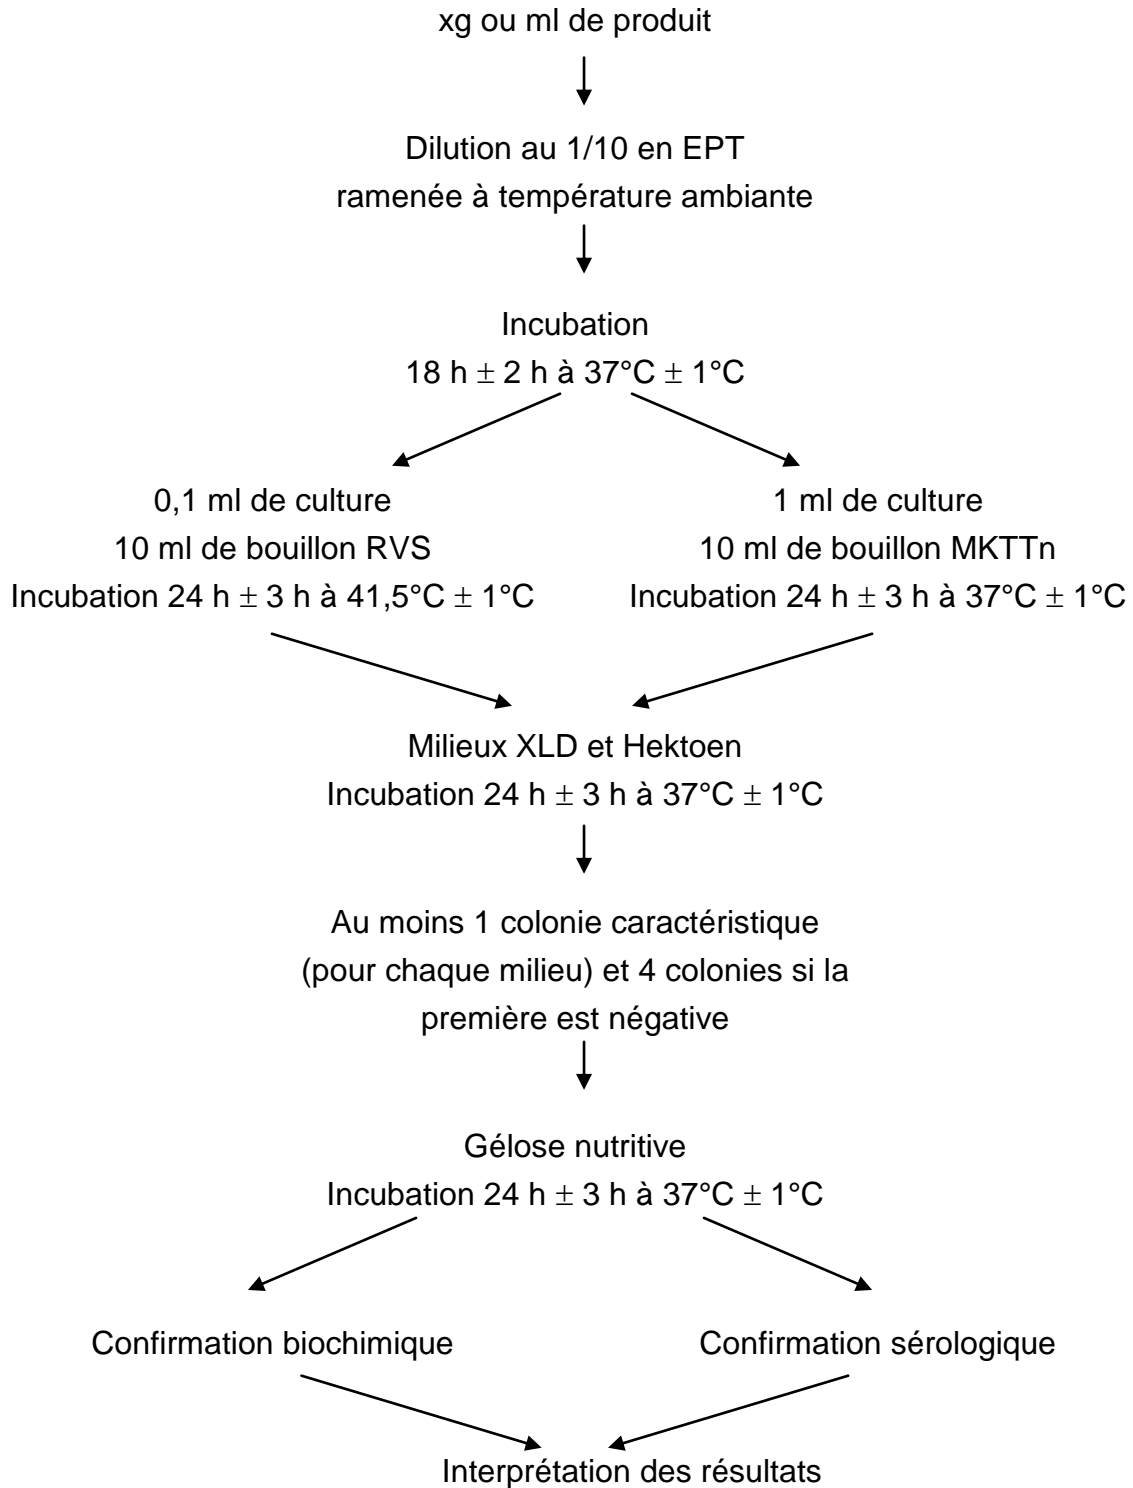 xg ou ml de produit
Dilution au 1/10 en EPT
ramenée à température ambiante
Incubation
18 h ± 2 h à 37°C ± 1°C
0,1 ml de culture
10 ml de bouillon RVS
Incubation 24 h ± 3 h à 41,5°C ± 1°C
1 ml de culture
10 ml de bouillon MKTTn
Incubation 24 h ± 3 h à 37°C ± 1°C
Milieux XLD et Hektoen
Incubation 24 h ± 3 h à 37°C ± 1°C
Au moins 1 colonie caractéristique
(pour chaque milieu) et 4 colonies si la
première est négative
Gélose nutritive
Incubation 24 h ± 3 h à 37°C ± 1°C
Confirmation biochimique
Confirmation sérologique
Interprétation des résultats